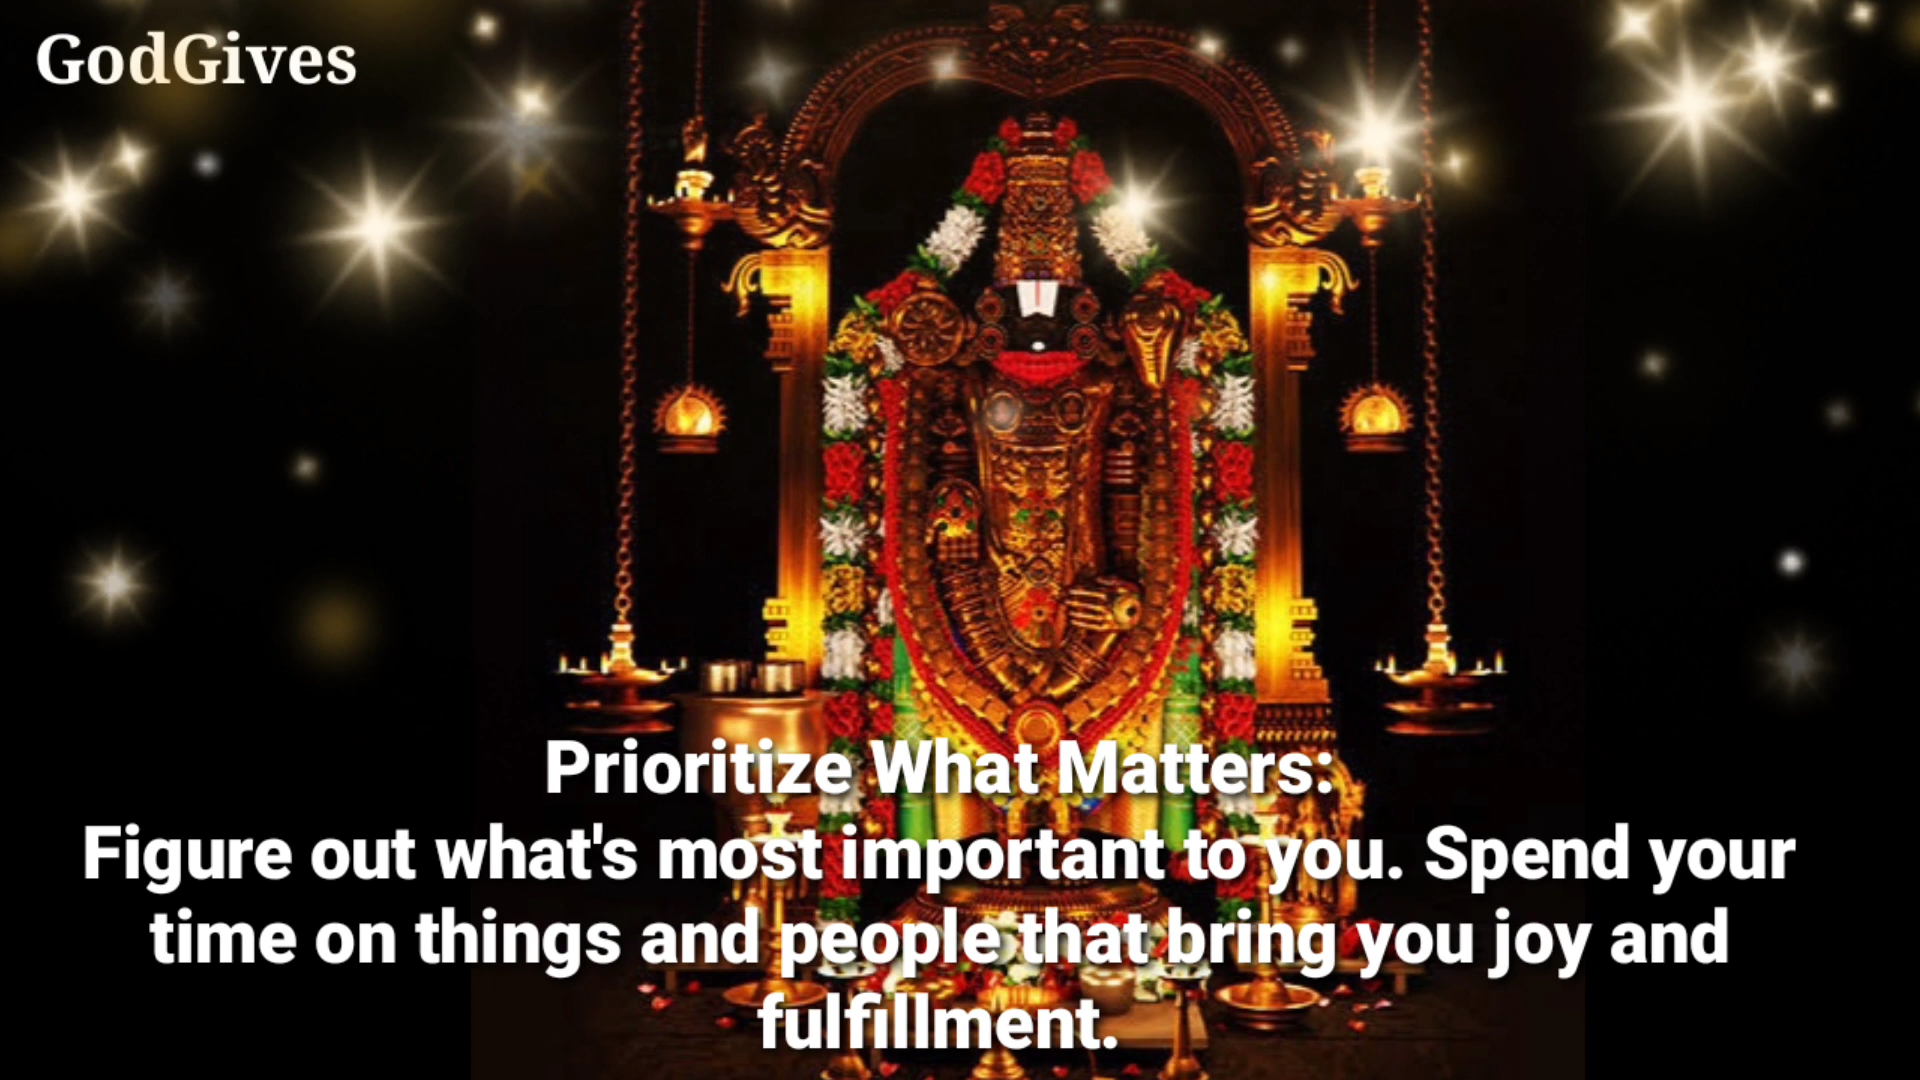 GodGives
Prioritize What Matters:
Figure out what's most important to you. Spend your
time on things and people that bring you joy and
fulfillment.